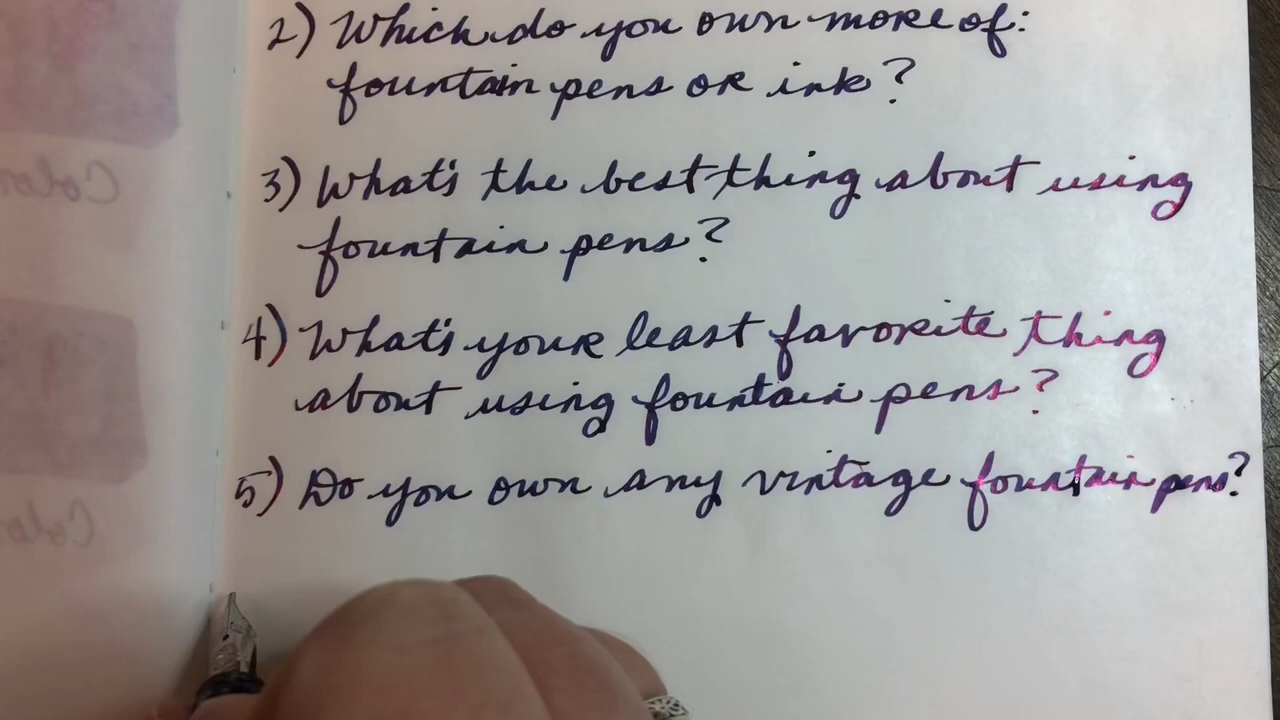 2) Which do you own more of:
fountain pens or ink?
3) What's the best thing about using
fountain pens?
4) What's your least favorite thing
about using fountain pens?
5) Do you own any vintage fountain pens?